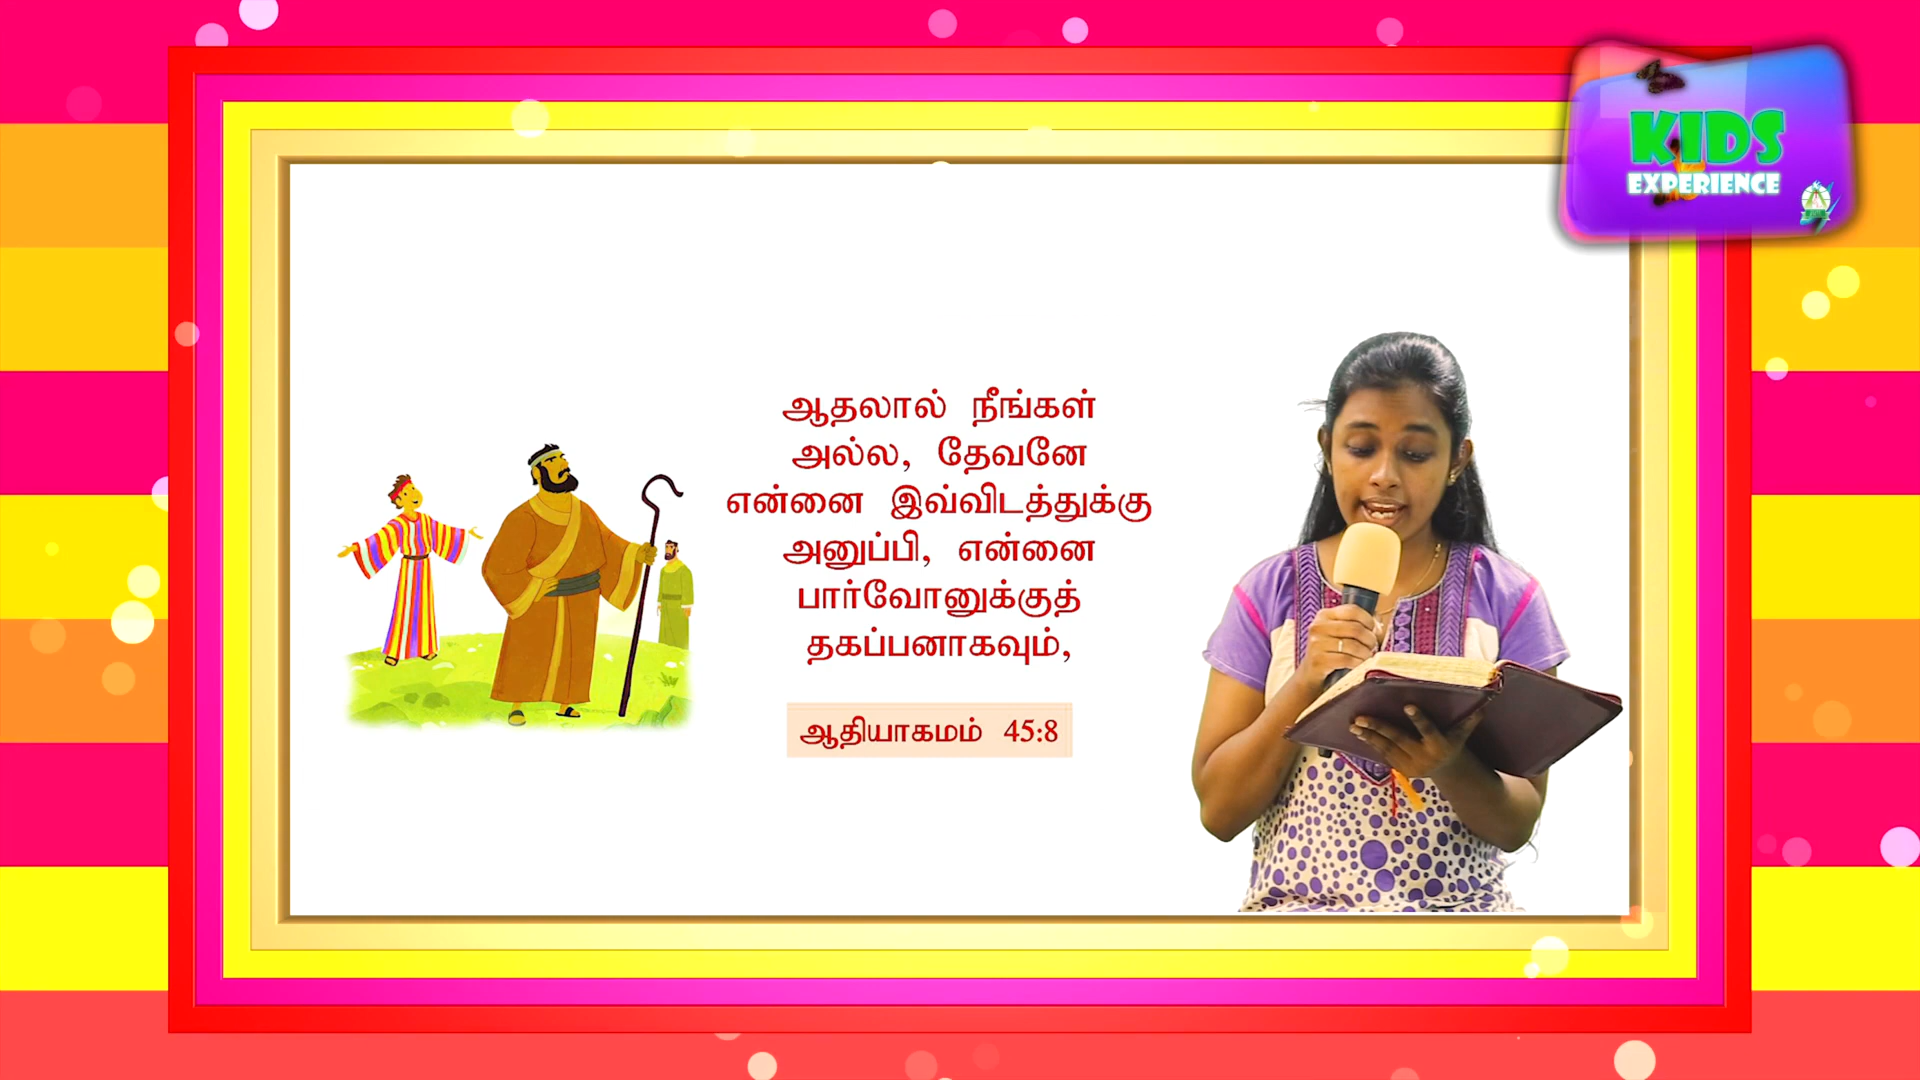 KIDS
EXPERIENCE
ஆதலால் நீங்கள்
அல்ல, தேவனே
என்னை இவ்விடத்துக்கு
அனுப்பி, என்னை
பார்வோனுக்குத்
தகப்பனாகவும்,
ஆதியாகமம் 45:8